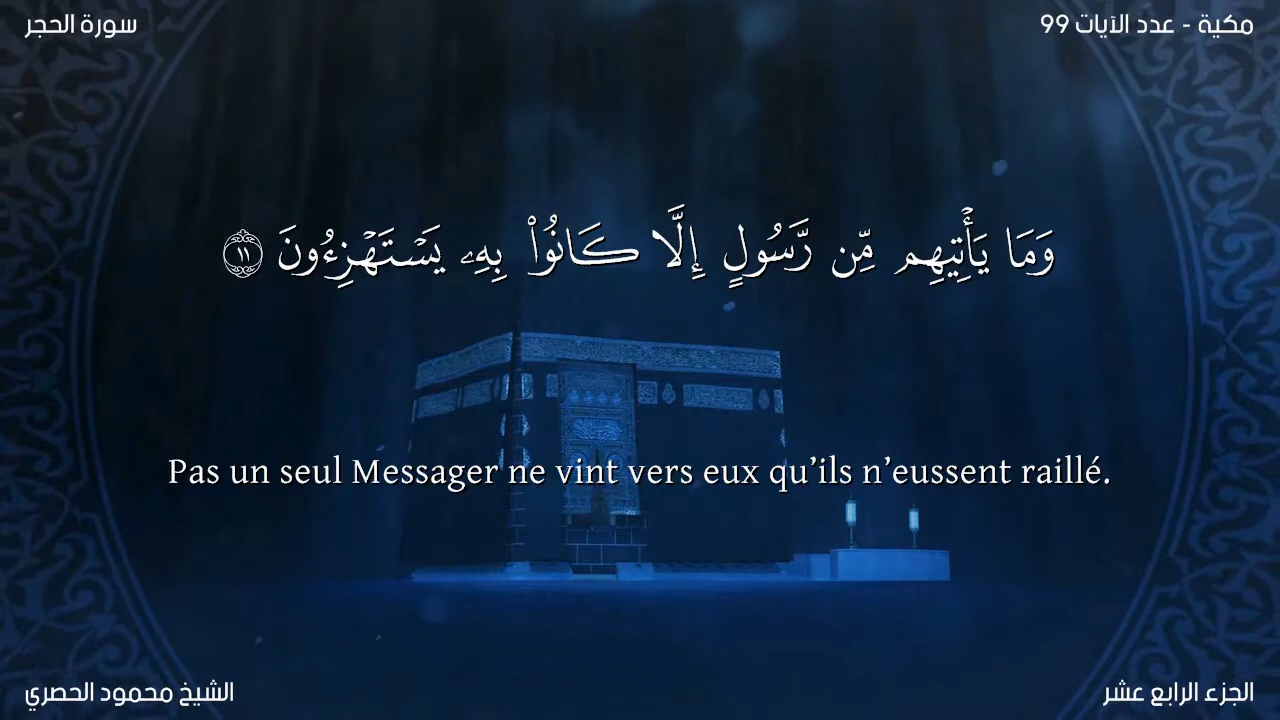 مكية - عدد الآيات 99
سورة الحجر
وَمَا يَأْتِيهِم مِّن رَّسُولٍ إِلَّا كَانُوا۟ بِهِۦ يَسْتَهْزِءُونَ ١١
Pas un seul Messager ne vint vers eux qu’ils n’eussent raillé.
الجزء الرابع عشر
الشيخ محمود الحصري